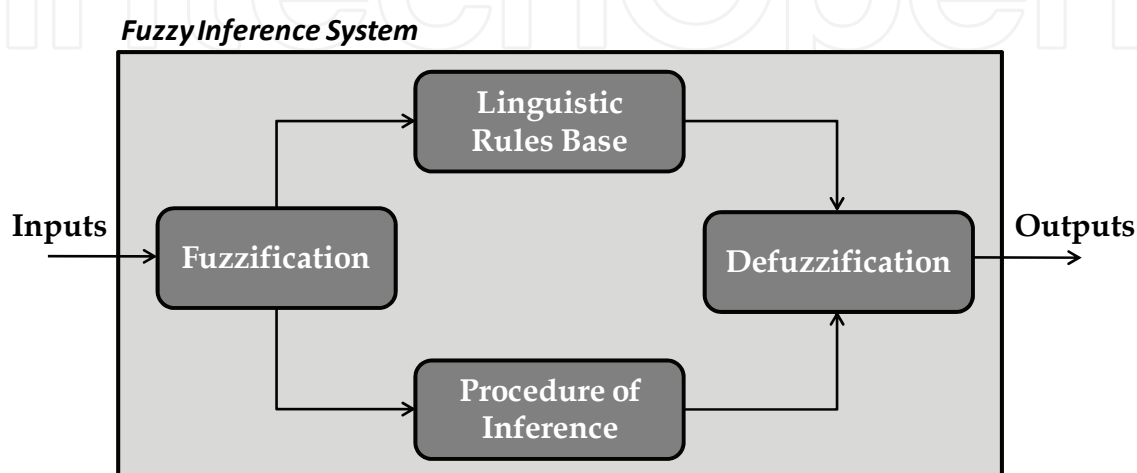 Fuzzy Inference System
Linguistic
Rules Base
Inputs
Fuzzification
Defuzzification
Outputs
Procedure of
Inference